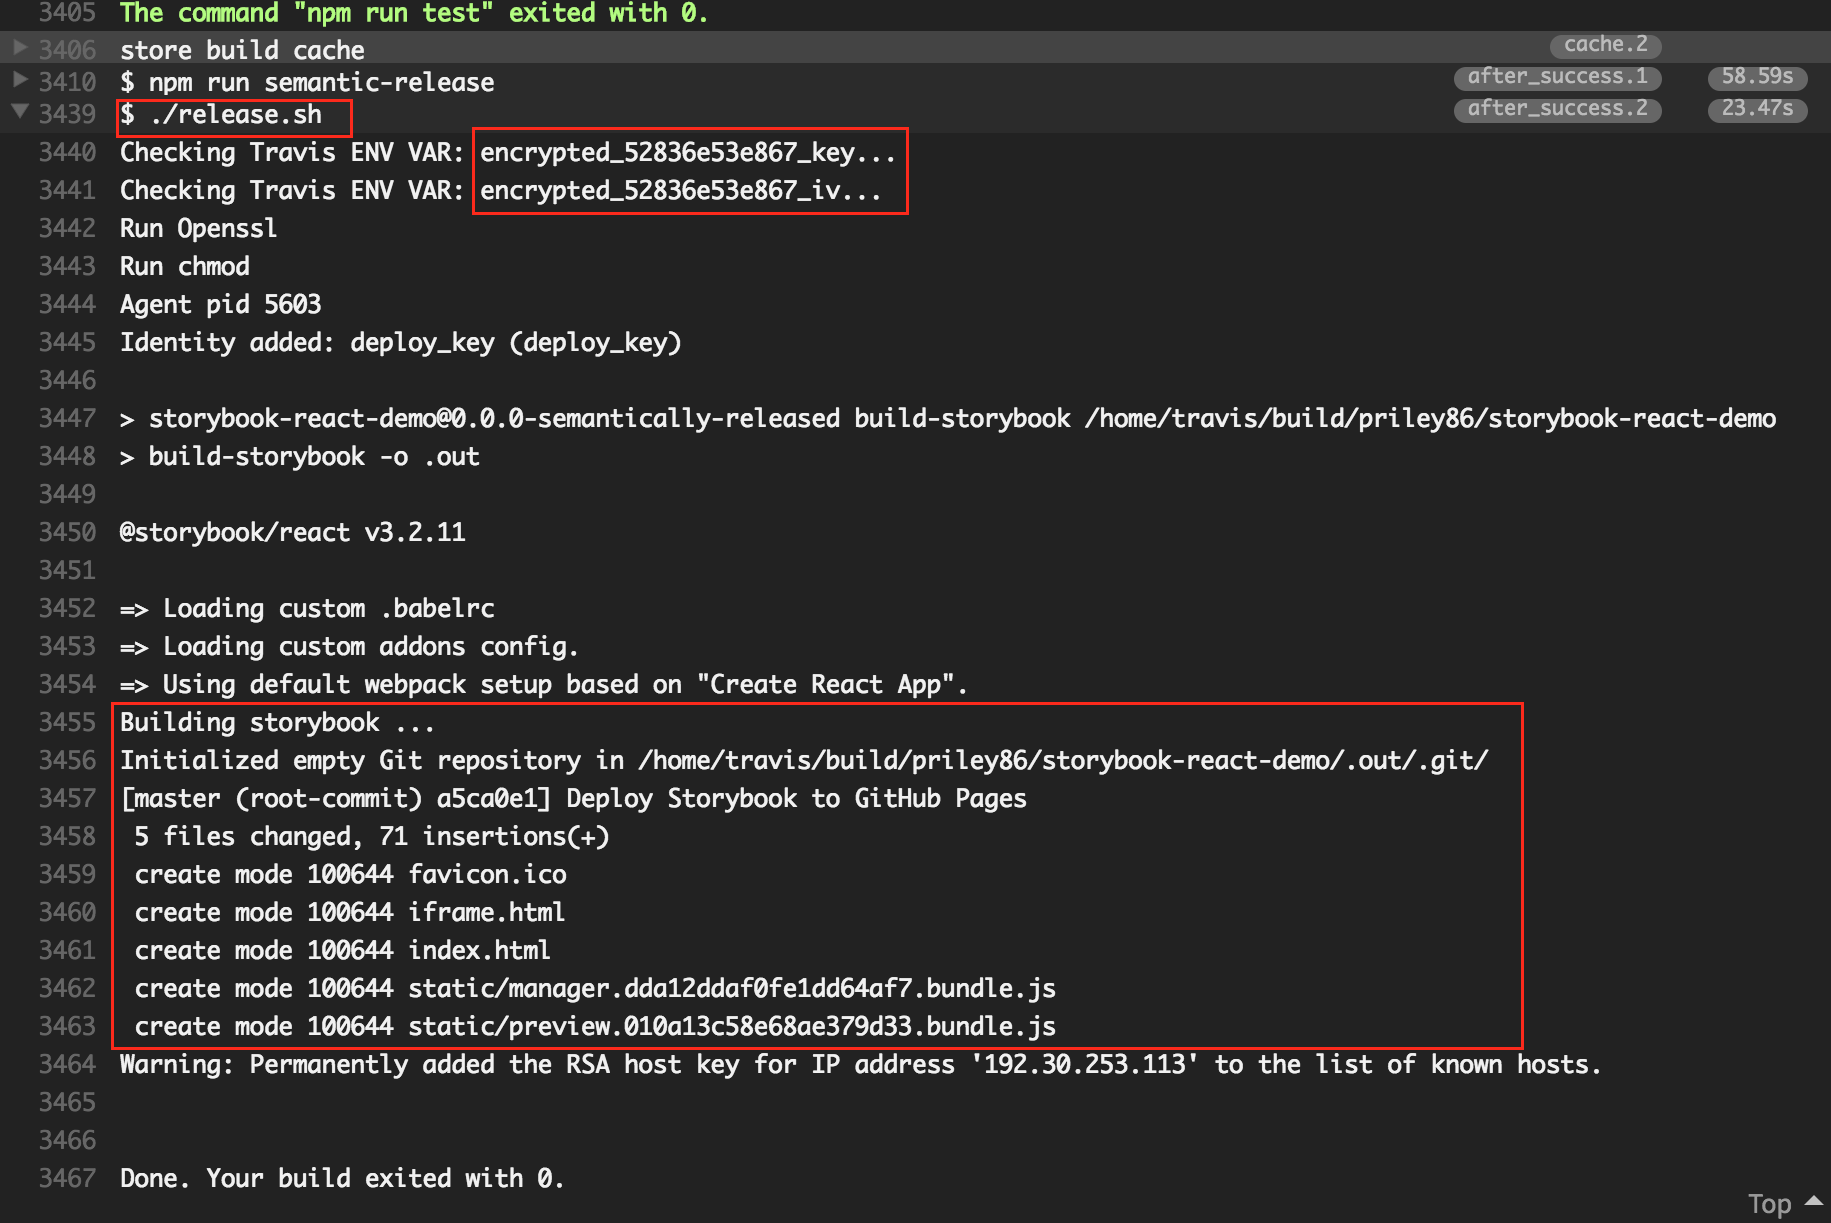 3405 The command "npm run test" exited with 0.
3406 store build cache cache.2
3410 $ npm run semantic-release after_success.1 58.59s
3439 $ ./release.sh after_success.2 23.47s
3440 Checking Travis ENV VAR: encrypted_52836e53e867_key...
3441 Checking Travis ENV VAR: encrypted_52836e53e867_iv...
3442 Run Openssl
3443 Run chmod
3444 Agent pid 5603
3445 Identity added: deploy_key (deploy_key)
3446
3447 > storybook-react-demo@0.0.0-semantically-released build-storybook /home/travis/build/priley86/storybook-react-demo
3448 > build-storybook -o .out
3449
3450 @storybook/react v3.2.11
3451
3452 => Loading custom .babelrc
3453 => Loading custom addons config.
3454 => Using default webpack setup based on "Create React App".
3455 Building storybook ...
3456 Initialized empty Git repository in /home/travis/build/priley86/storybook-react-demo/.out/.git/
3457 [master (root-commit) a5ca0e1] Deploy Storybook to GitHub Pages
3458 5 files changed, 71 insertions(+)
3459 create mode 100644 favicon.ico
3460 create mode 100644 iframe.html
3461 create mode 100644 index.html
3462 create mode 100644 static/manager.dda12ddaf0fe1dd64af7.bundle.js
3463 create mode 100644 static/preview.010a13c58e68ae379d33.bundle.js
3464 Warning: Permanently added the RSA host key for IP address '192.30.253.113' to the list of known hosts.
3465
3466
3467 Done. Your build exited with 0.
Top